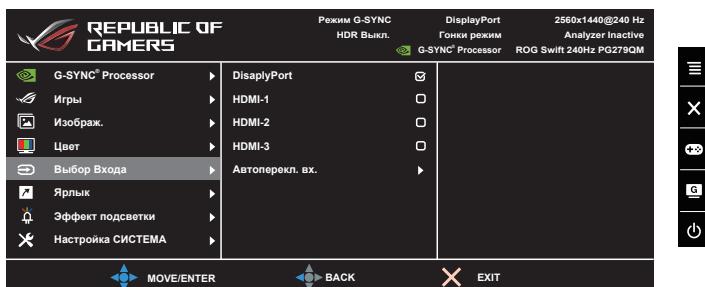 REPUBLIC OF
GAMERS
Режим G-SYNC DisplayPort 2560x1440@240 Hz
HDR Выкл. Гонки режим Analyzer Inactive
G-SYNC® Processor ROG Swift 240Hz PG279QM
G-SYNC® Processor
Игры
Изображ.
Цвет
Выбор Входа
Ярлык
Эффект подсветки
Настройка СИСТЕМА
DisaplyPort
HDMI-1
HDMI-2
HDMI-3
Автоперекл. вх.
MOVE/ENTER BACK EXIT
G